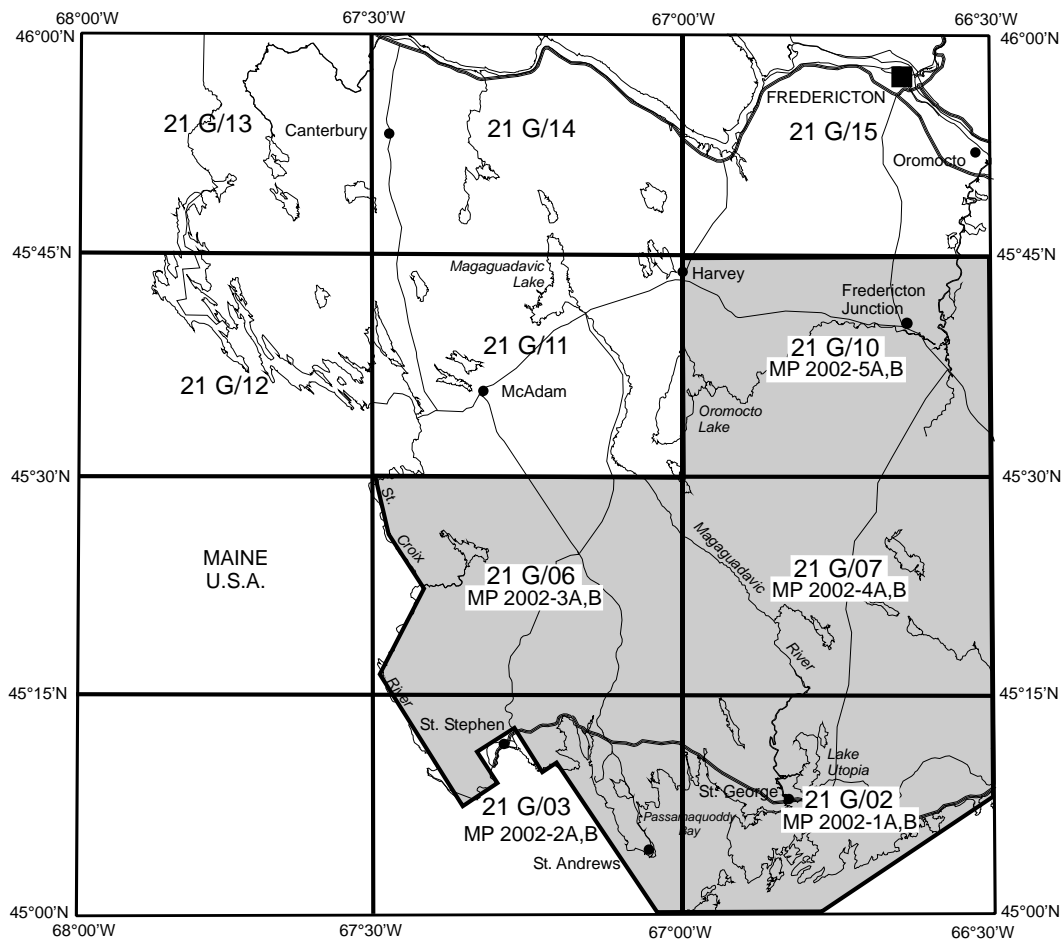 68°00'W
67°30'W
67°00'W
66°30'W
46°00'N
46°00'N
21 G/13
Canterbury
21 G/14
FREDERICTON
21 G/15
Oromocto
45°45'N
45°45'N
Magaguadavic
Lake
Harvey
Fredericton
Junction
21 G/12
21 G/11
McAdam
21 G/10
MP 2002-5A,B
Oromocto
Lake
45°30'N
45°30'N
St.
Croix
River
MAINE
U.S.A.
21 G/06
MP 2002-3A,B
Magaguadavic
River
21 G/07
MP 2002-4A,B
45°15'N
45°15'N
St. Stephen
Lake
Utopia
St. George
21 G/03
MP 2002-2A,B
Passamaquoddy
Bay
21 G/02
MP 2002-1A,B
St. Andrews
45°00'N
45°00'N
68°00'W
67°30'W
67°00'W
66°30'W